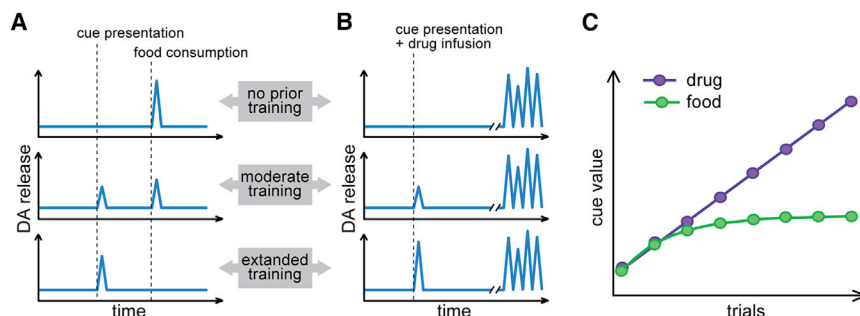 A
cue presentation
food consumption
DA release
time
no prior
training
moderate
training
extanded
training
B
cue presentation
+ drug infusion
DA release
time
C
drug
food
cue value
trials